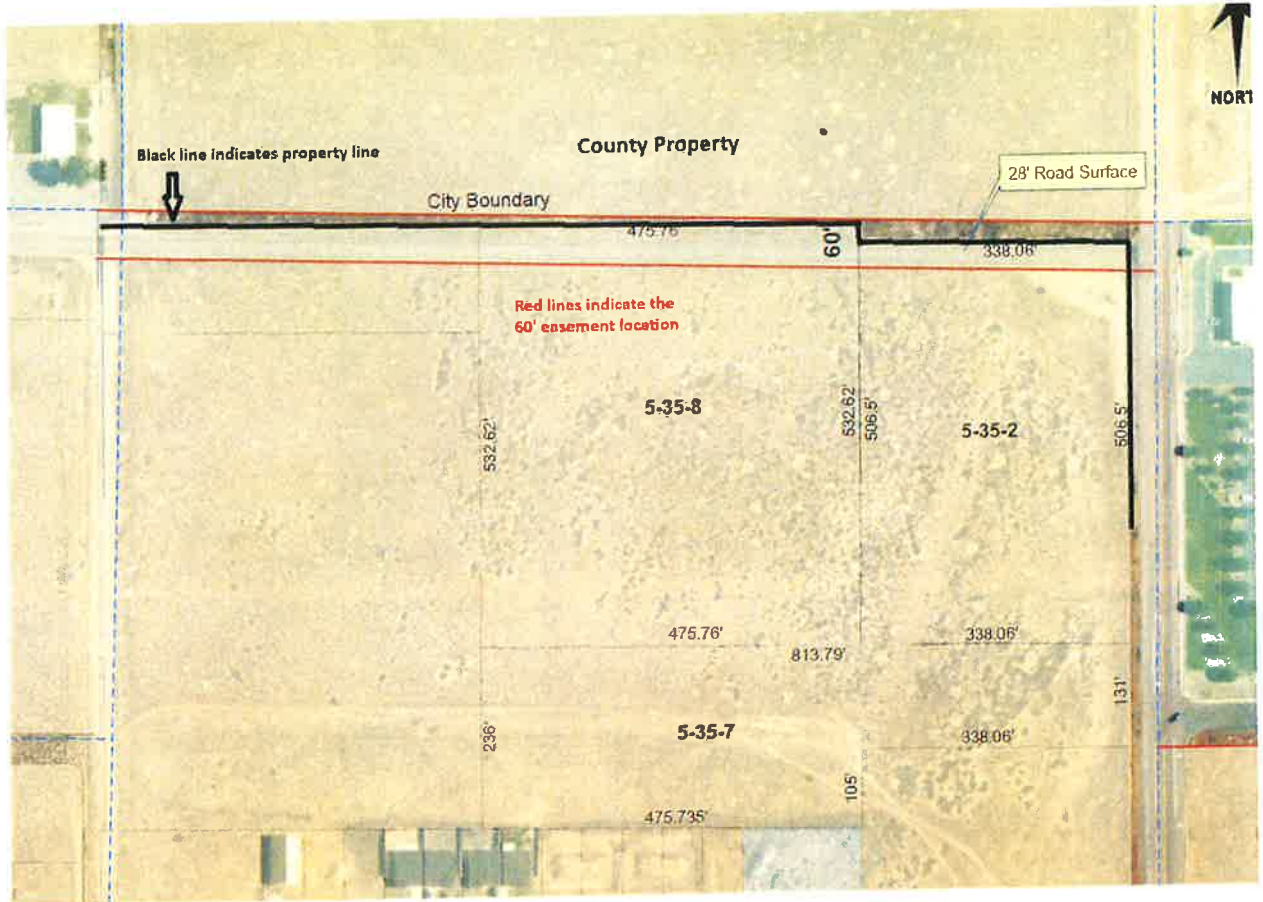 NORT
County Property
Black line indicates property line
28' Road Surface
City Boundary
475.76'
60'
338.06'
Red lines indicate the
60' easement location
5-35-8
532.62'
532.62'
506.5'
5-35-2
506.5'
475.76'
338.06'
813.79'
131'
236'
5-35-7
338.06'
105'
475.735'